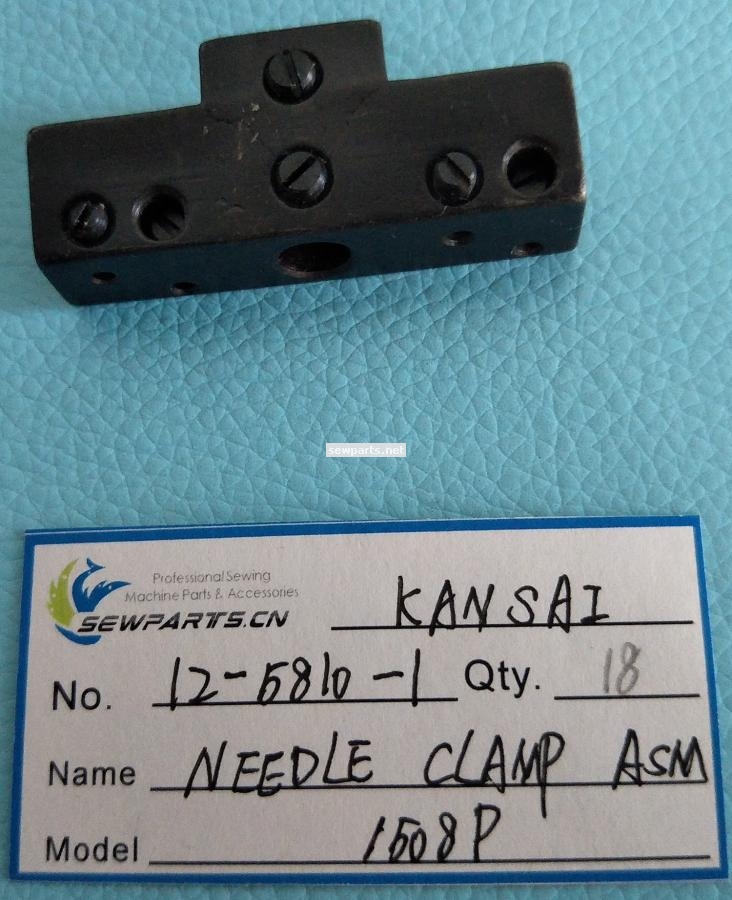 sewparts.net
Professional Sewing
Machine Parts & Accessories
SEWPARTS.CN
KANSAI
No. 12-5810-1 Qty. 18
Name NEEDLE CLAMP ASM
Model 1508P